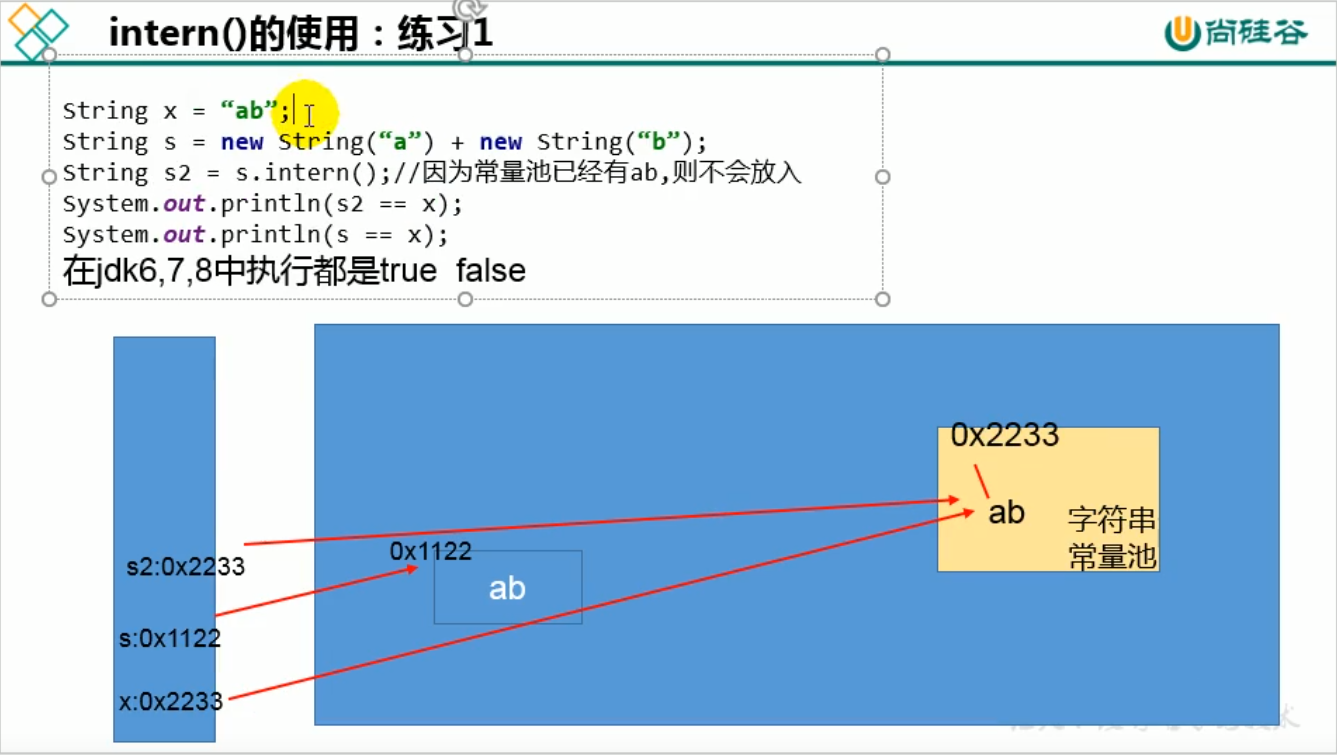 intern()的使用：练习1
尚硅谷
String x = “ab”;
String s = new String(“a”) + new String(“b”);
String s2 = s.intern();//因为常量池已经有ab,则不会放入
System.out.println(s2 == x);
System.out.println(s == x);
在jdk6,7,8中执行都是true false
0x2233
ab
字符串
常量池
s2:0x2233
0x1122
ab
s:0x1122
x:0x2233